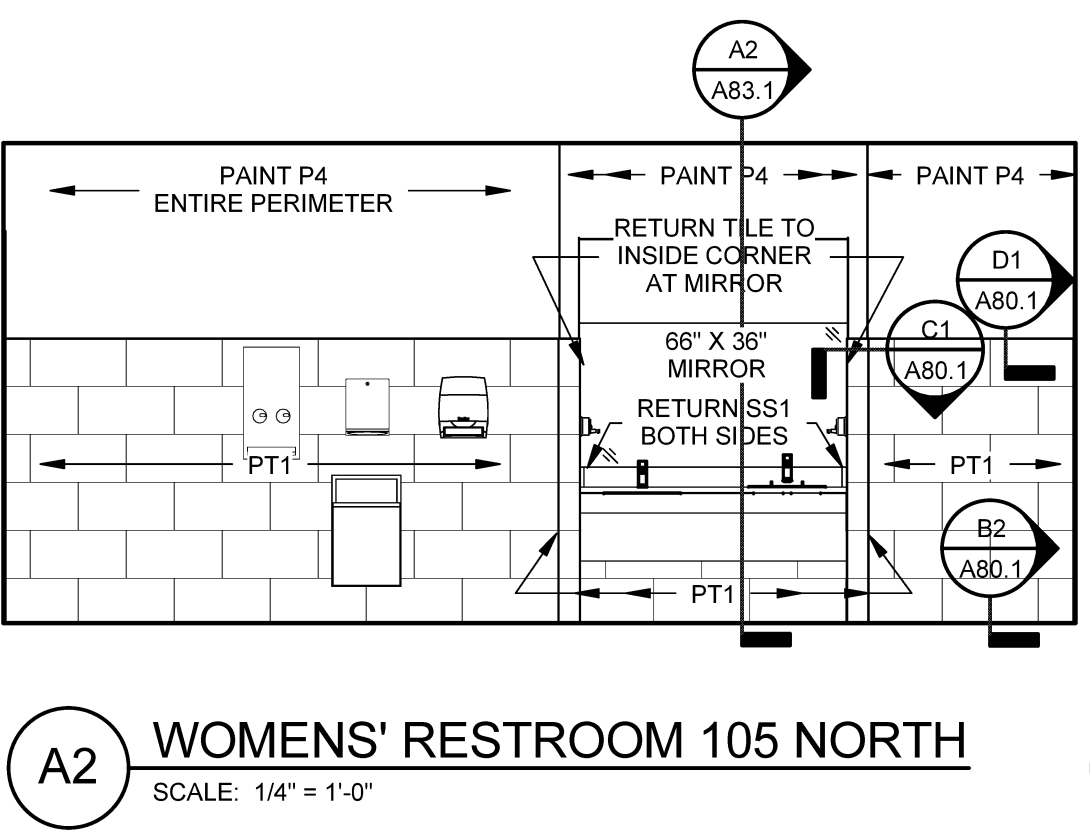 A2
A83.1
PAINT P4
ENTIRE PERIMETER
PAINT P4
PAINT P4
RETURN TILE TO
INSIDE CORNER
AT MIRROR
D1
A80.1
C1
A80.1
66" X 36"
MIRROR
RETURN SS1
BOTH SIDES
PT1
PT1
B2
A80.1
PT1
A2
WOMENS' RESTROOM 105 NORTH
SCALE: 1/4" = 1'-0"